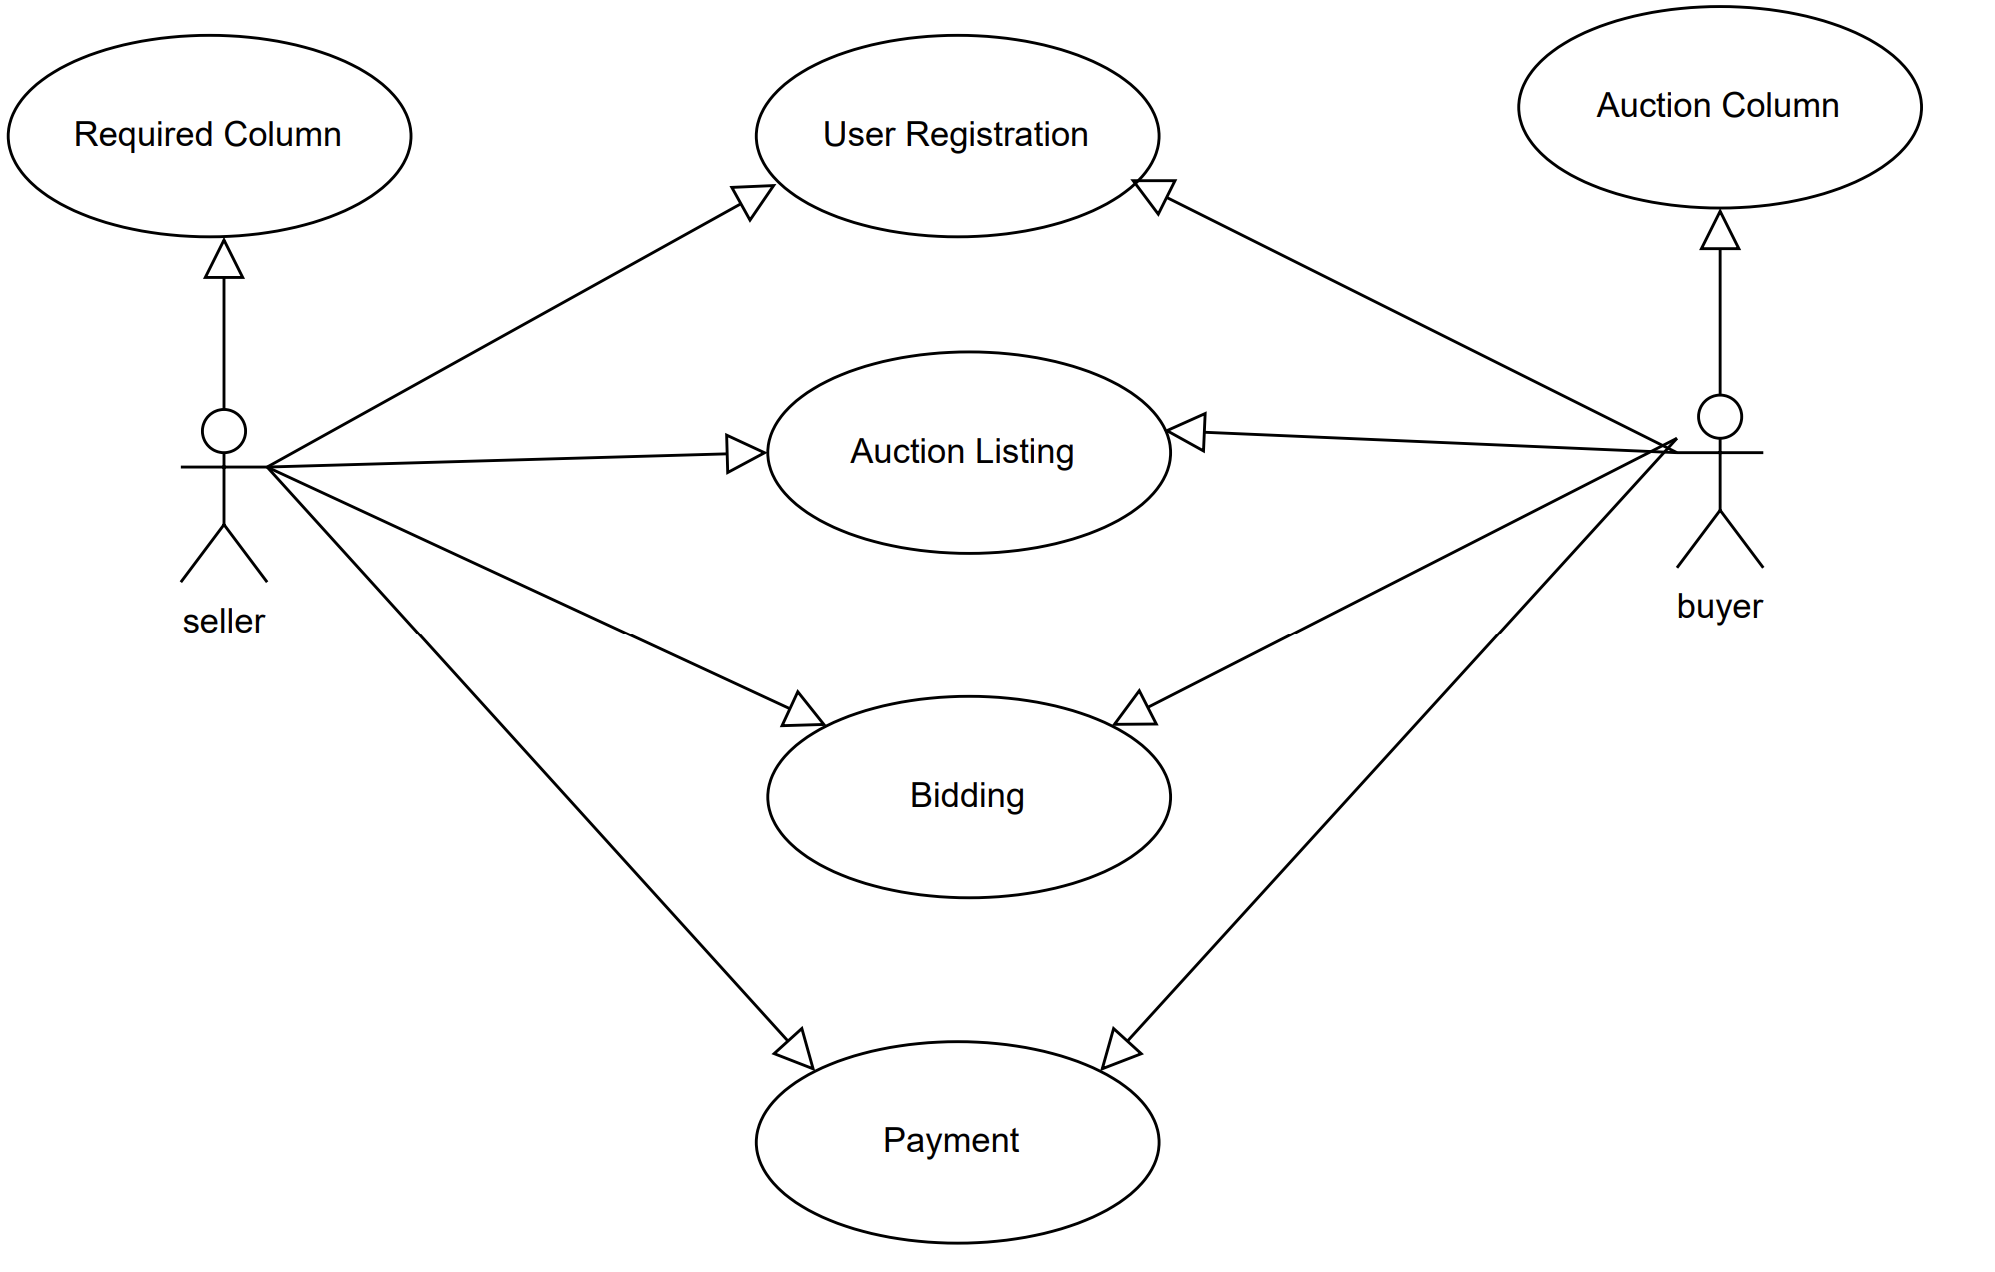 Required Column
User Registration
Auction Column
Auction Listing
seller
buyer
Bidding
Payment